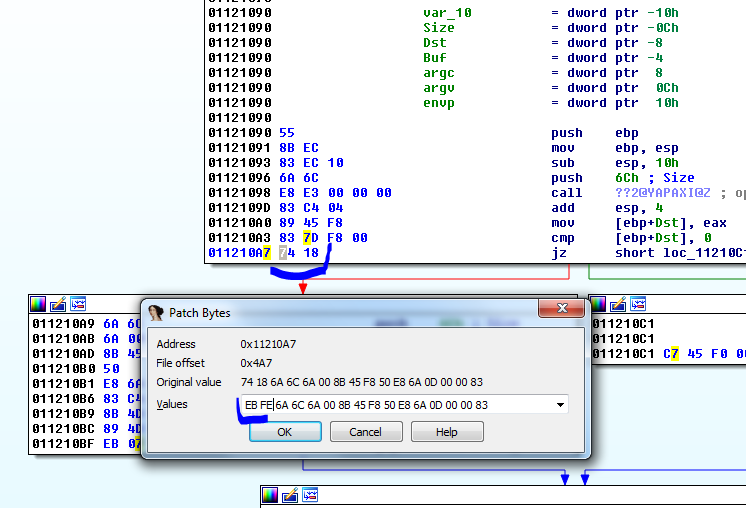 01121090 var_10 = dword ptr -10h
01121090 Size = dword ptr -0Ch
01121090 Dst = dword ptr -8
01121090 Buf = dword ptr -4
01121090 argc = dword ptr 8
01121090 argv = dword ptr 0Ch
01121090 envp = dword ptr 10h
01121090
01121090 55 push ebp
01121091 8B EC mov ebp, esp
01121093 83 EC 10 sub esp, 10h
01121096 6A 6C push 6Ch ; Size
01121098 E8 E3 00 00 00 call ??2@YAPAXI@Z ; op
0112109D 83 C4 04 add esp, 4
011210A0 89 45 F8 mov [ebp+Dst], eax
011210A3 83 7D F8 00 cmp [ebp+Dst], 0
011210A7 74 18 jz short loc_11210C1
011210A9 6A 6C
011210AB 6A 00
011210AD 8B 45
011210B0 50
011210B1 E8 6A
011210B6 83 C4
011210B9 8B 4D
011210BC 89 4D
011210BF EB 07
Patch Bytes
Address 0x11210A7
File offset 0x4A7
Original value 74 18 6A 6C 6A 00 8B 45 F8 50 E8 6A 0D 00 00 83
Values EB FE 6A 6C 6A 00 8B 45 F8 50 E8 6A 0D 00 00 83
OK Cancel Help
011210C1
011210C1
011210C1 C7 45 F0 00